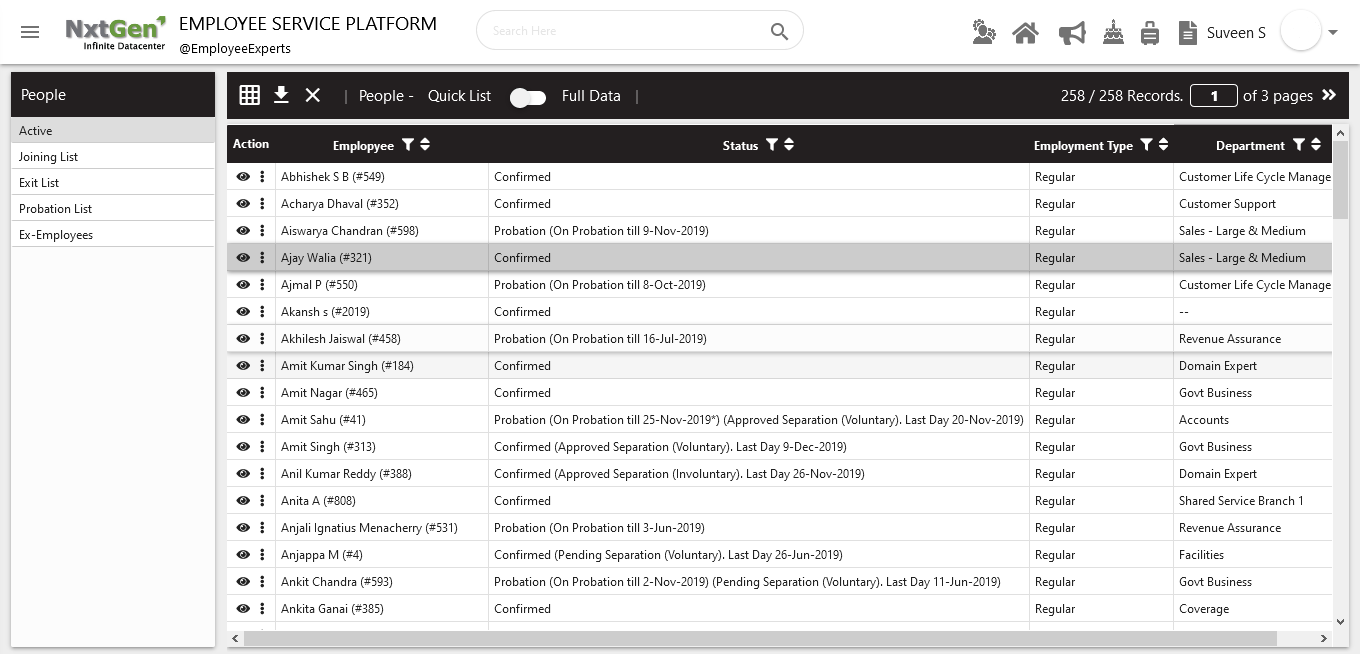 NxtGen
Infinite Datacenter
EMPLOYEE SERVICE PLATFORM
@EmployeeExperts
Search Here
Suveen S
People
Active
Joining List
Exit List
Probation List
Ex-Employees
| People - Quick List Full Data |
258 / 258 Records. 1 of 3 pages
Action Employee Status Employment Type Department
Abhishek S B (#549) Confirmed Regular Customer Life Cycle Manage
Acharya Dhaval (#352) Confirmed Regular Customer Support
Aiswarya Chandran (#598) Probation (On Probation till 9-Nov-2019) Regular Sales - Large & Medium
Ajay Walia (#321) Confirmed Regular Sales - Large & Medium
Ajmal P (#550) Probation (On Probation till 8-Oct-2019) Regular Customer Life Cycle Manage
Akansh s (#2019) Confirmed Regular --
Akhilesh Jaiswal (#458) Probation (On Probation till 16-Jul-2019) Regular Revenue Assurance
Amit Kumar Singh (#184) Confirmed Regular Domain Expert
Amit Nagar (#465) Confirmed Regular Govt Business
Amit Sahu (#41) Probation (On Probation till 25-Nov-2019*) (Approved Separation (Voluntary). Last Day 20-Nov-2019) Regular Accounts
Amit Singh (#313) Confirmed (Approved Separation (Voluntary). Last Day 9-Dec-2019) Regular Govt Business
Anil Kumar Reddy (#388) Confirmed (Approved Separation (Involuntary). Last Day 26-Nov-2019) Regular Domain Expert
Anita A (#808) Confirmed Regular Shared Service Branch 1
Anjali Ignatius Menacherry (#531) Probation (On Probation till 3-Jun-2019) Regular Revenue Assurance
Anjappa M (#4) Confirmed (Pending Separation (Voluntary). Last Day 26-Jun-2019) Regular Facilities
Ankit Chandra (#593) Probation (On Probation till 2-Nov-2019) (Pending Separation (Voluntary). Last Day 11-Jun-2019) Regular Govt Business
Ankita Ganai (#385) Confirmed Regular Coverage